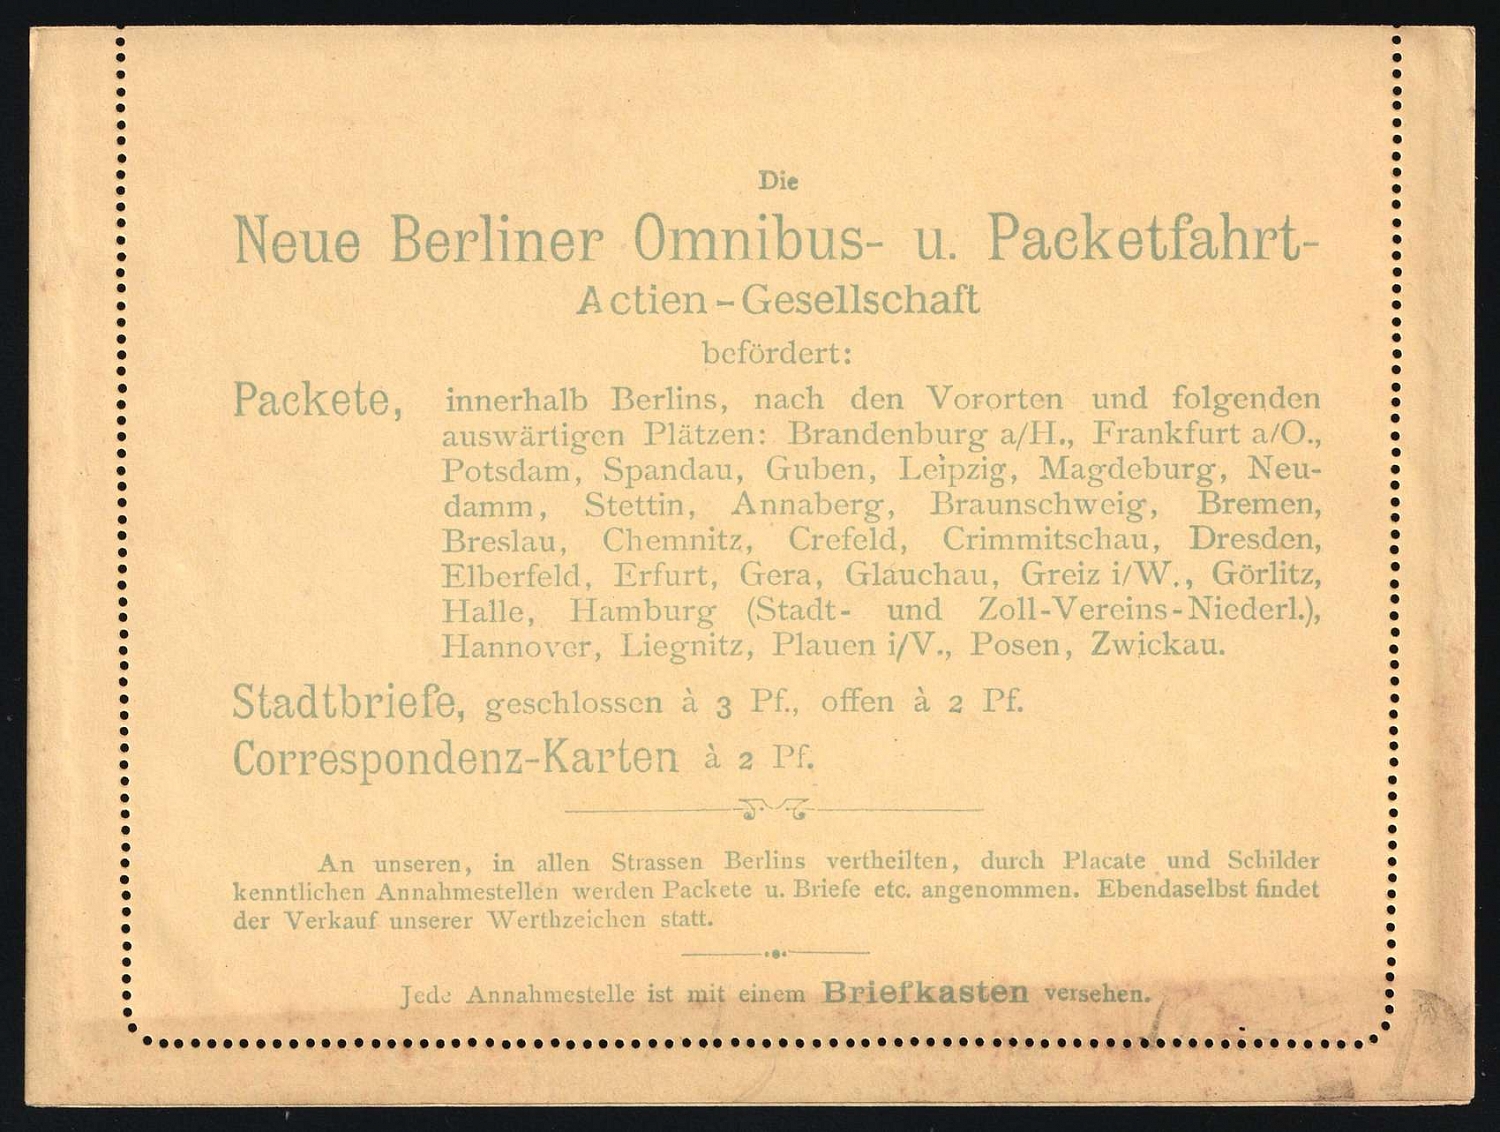 Die
Neue Berliner Omnibus- u. Packetfahrt-
Actien-Gesellschaft
befördert:
Packete, innerhalb Berlins, nach den Vororten und folgenden
auswärtigen Plätzen: Brandenburg a/H., Frankfurt a/O.,
Potsdam, Spandau, Guben, Leipzig, Magdeburg, Neu-
damm, Stettin, Annaberg, Braunschweig, Bremen,
Breslau, Chemnitz, Crefeld, Crimmitschau, Dresden,
Elberfeld, Erfurt, Gera, Glauchau, Greiz i/W., Görlitz,
Halle, Hamburg (Stadt- und Zoll-Vereins-Niederl.),
Hannover, Liegnitz, Plauen i/V., Posen, Zwickau.
Stadtbriefe, geschlossen à 3 Pf., offen à 2 Pf.
Correspondenz-Karten à 2 Pf.
An unseren, in allen Strassen Berlins vertheilten, durch Placate und Schilder
kenntlichen Annahmestellen werden Packete u. Briefe etc. angenommen. Ebendaselbst findet
der Verkauf unserer Werthzeichen statt.
Jede Annahmestelle ist mit einem Briefkasten versehen.